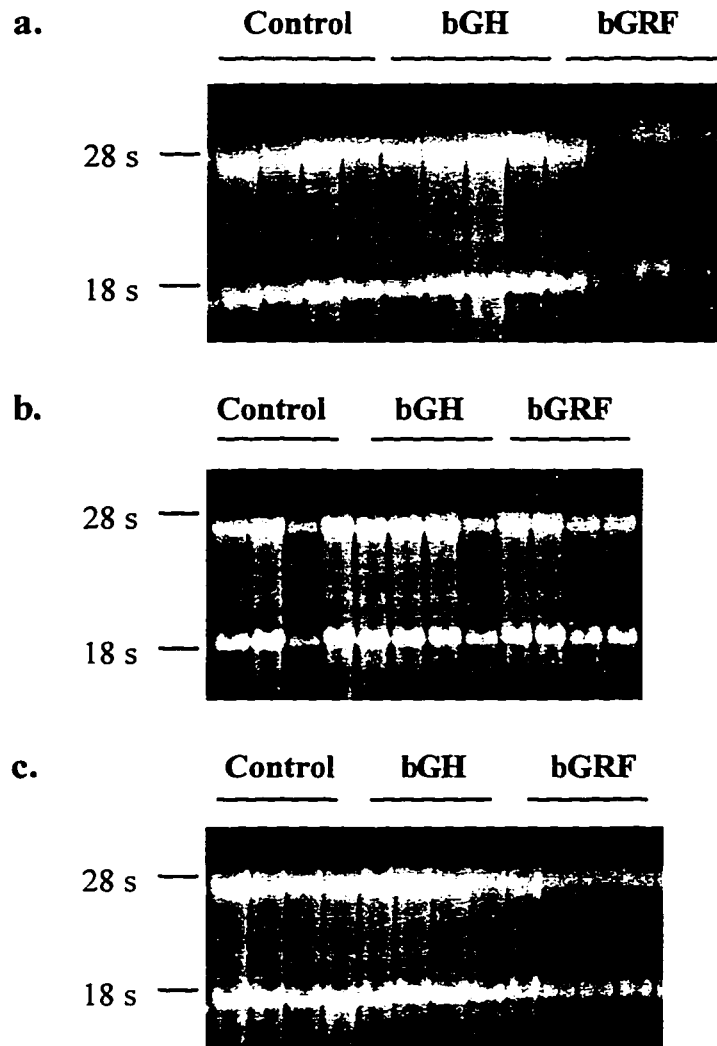 a.
Control bGH bGRF
28 s
18 s
b.
Control bGH bGRF
28 s
18 s
c.
Control bGH bGRF
28 s
18 s